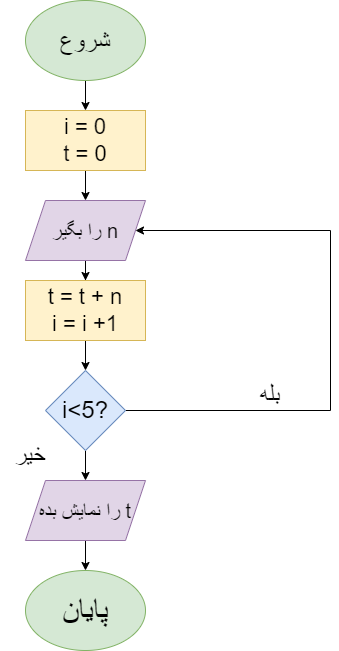 شروع
i = 0
t = 0
n را بگیر
t = t + n
i = i +1
i<5?
بله
خیر
t را نمایش بده
پایان